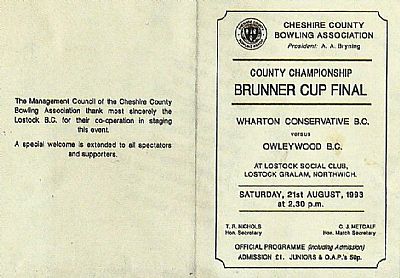 The Management Council of the Cheshire County
Bowling Association thank most sincerely the
Lostock B.C. for their co-operation in staging
this event.
A special welcome is extended to all spectators
and supporters.
CHESHIRE COUNTY
BOWLING ASSOCIATION
President: A. A. Bryning
COUNTY CHAMPIONSHIP
BRUNNER CUP FINAL
WHARTON CONSERVATIVE B.C.
versus
OWLEYWOOD B.C.
AT LOSTOCK SOCIAL CLUB,
LOSTOCK GRALAM, NORTHWICH.
SATURDAY, 21st AUGUST, 1993
at 2.30 p.m.
T. R. NICHOLS
Hon. Secretary
C. J. METCALF
Hon. Match Secretary
OFFICIAL PROGRAMME (including Admission)
ADMISSION £1. JUNIORS & O.A.P.'s 50p.